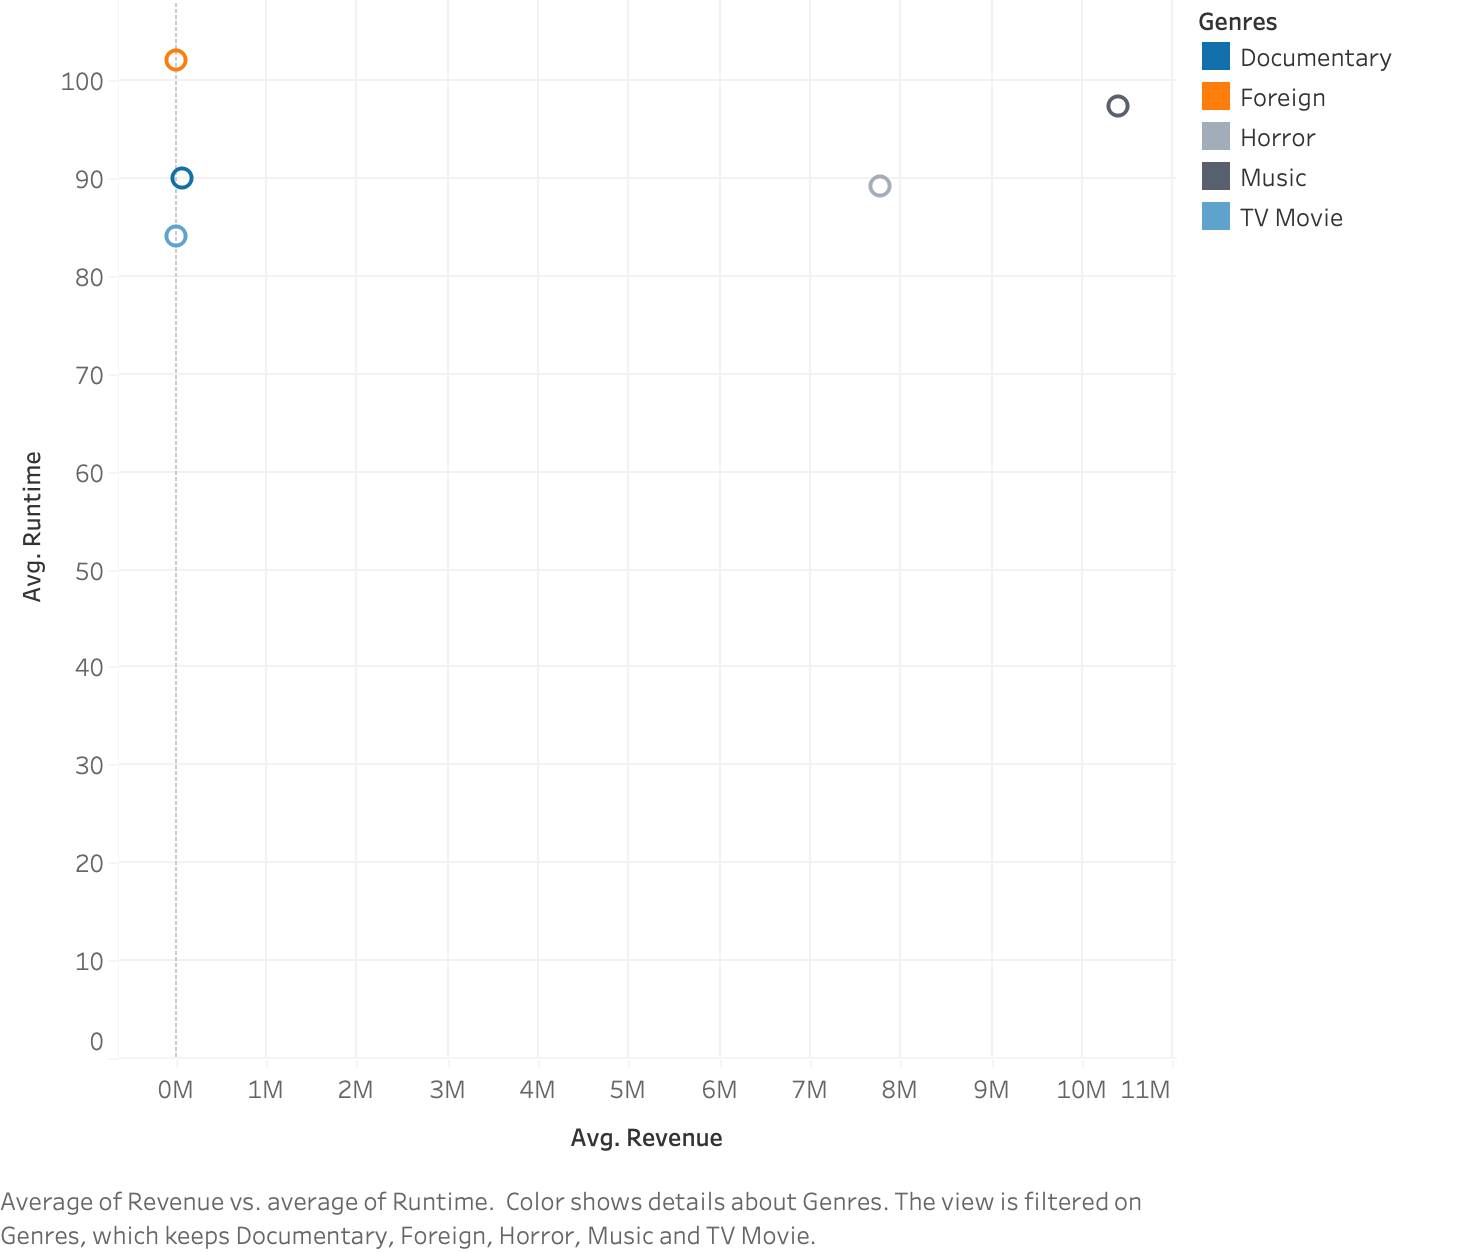 Genres
Documentary
Foreign
Horror
Music
TV Movie
100
90
80
70
60
50
40
30
20
10
0
Avg. Runtime
0M 1M 2M 3M 4M 5M 6M 7M 8M 9M 10M 11M
Avg. Revenue
Average of Revenue vs. average of Runtime.  Color shows details about Genres. The view is filtered on
Genres, which keeps Documentary, Foreign, Horror, Music and TV Movie.